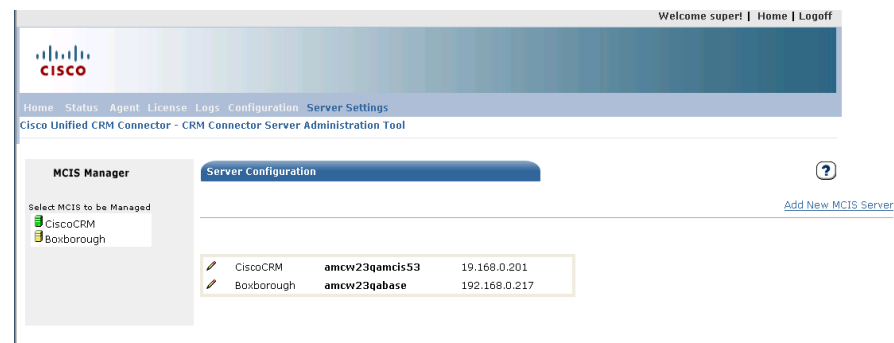 Welcome super! | Home | Logoff
CISCO
Home Status Agent License Logs Configuration Server Settings
Cisco Unified CRM Connector - CRM Connector Server Administration Tool
MCIS Manager
Select MCIS to be Managed
CiscoCRM
Boxborough
Server Configuration
?
Add New MCIS Server
CiscoCRM amcw23qamcis53 19.168.0.201
Boxborough amcw23qabase 192.168.0.217